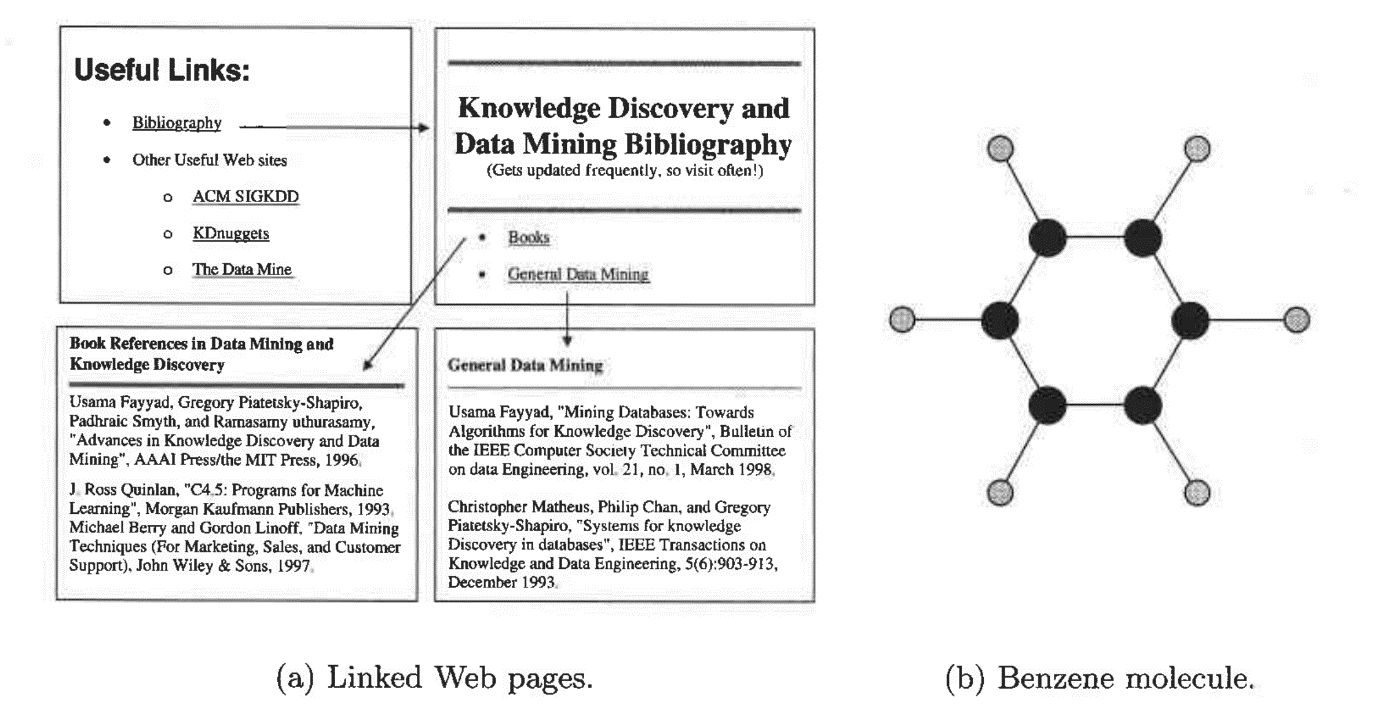 Useful Links:
• Bibliography
• Other Useful Web sites
o ACM SIGKDD
o KDnuggets
o The Data Mine
Knowledge Discovery and
Data Mining Bibliography
(Gets updated frequently, so visit often!)
• Books
• General Data Mining
Book References in Data Mining and
Knowledge Discovery
Usama Fayyad, Gregory Piatetsky-Shapiro,
Padhraic Smyth, and Ramasamy uthurasamy,
"Advances in Knowledge Discovery and Data
Mining", AAAI Press/the MIT Press, 1996.
J. Ross Quinlan, "C4.5: Programs for Machine
Learning", Morgan Kaufmann Publishers, 1993.
Michael Berry and Gordon Linoff, "Data Mining
Techniques (For Marketing, Sales, and Customer
Support), John Wiley & Sons, 1997.
General Data Mining
Usama Fayyad, "Mining Databases: Towards
Algorithms for Knowledge Discovery", Bulletin of
the IEEE Computer Society Technical Committee
on data Engineering, vol. 21, no. 1, March 1998.
Christopher Matheus, Philip Chan, and Gregory
Piatetsky-Shapiro, "Systems for knowledge
Discovery in databases", IEEE Transactions on
Knowledge and Data Engineering, 5(6):903-913,
December 1993.
(a) Linked Web pages.
(b) Benzene molecule.